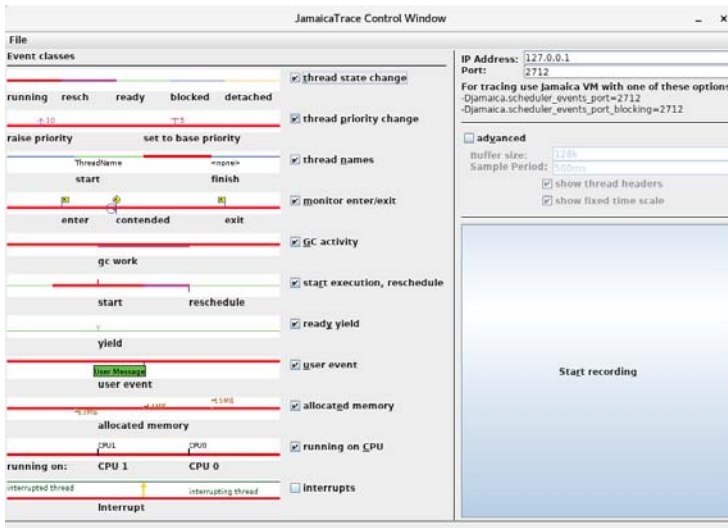 JamaicaTrace Control Window
File
Event classes
thread state change
running resch ready blocked detached
10 5
thread priority change
raise priority set to base priority
ThreadName <none>
thread names
start finish
monitor enter/exit
enter contended exit
GC activity
gc work
start execution, reschedule
start reschedule
ready yield
yield
User Message
user event
user event
allocated memory
allocated memory
CPU1 CPU0
running on CPU
running on: CPU 1 CPU 0
interrupted thread interrupting thread
interrupts
Interrupt
IP Address: 127.0.0.1
Port: 2712
For tracing use Jamaica VM with one of these options
-Djamaica.scheduler_events_port=2712
-Djamaica.scheduler_events_port_blocking=2712
advanced
Buffer size: 128k
Sample Period: 500ms
show thread headers
show fixed time scale
Start recording